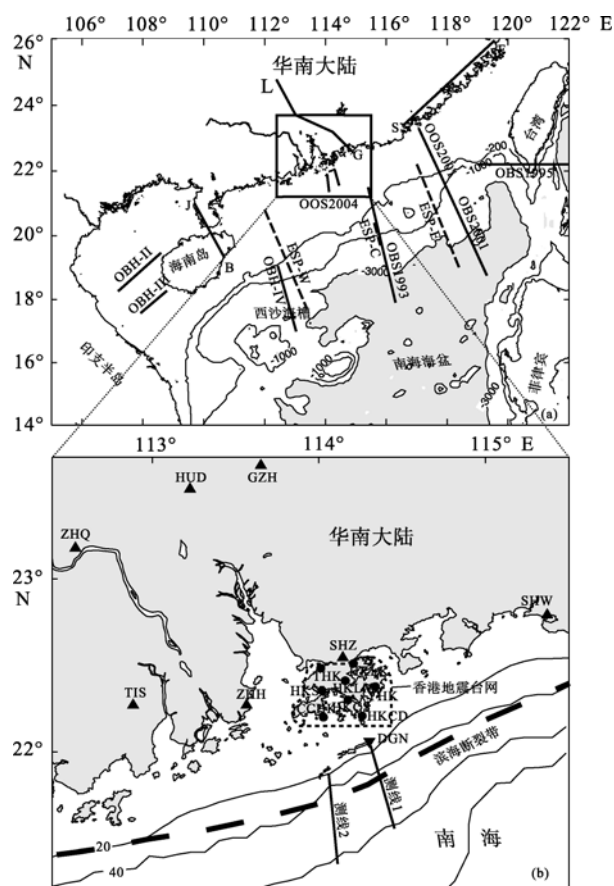 106° 108° 110° 112° 114° 116° 118° 120° 122° E
26° N
24°
22°
20°
18°
16°
14°
华南大陆
L
G
S
台湾
-200
-1000
OBS1995
OOS2004
OBS2001
ESP-E
ESP-C
OBS1993
ESP-W
OBH-IV
OBH-II
海南岛
B
-3000
西沙海槽
-1000
-1000
南海海盆
菲律宾
-3000
印支半岛
(a)
113° 114° 115° E
HUD
GZH
ZHQ
华南大陆
23° N
SHW
SHZ
TIS
香港地震台网
HKCD
22°
DGN
滨海断裂带
测线1
测线2
20
40
南 海
(b)